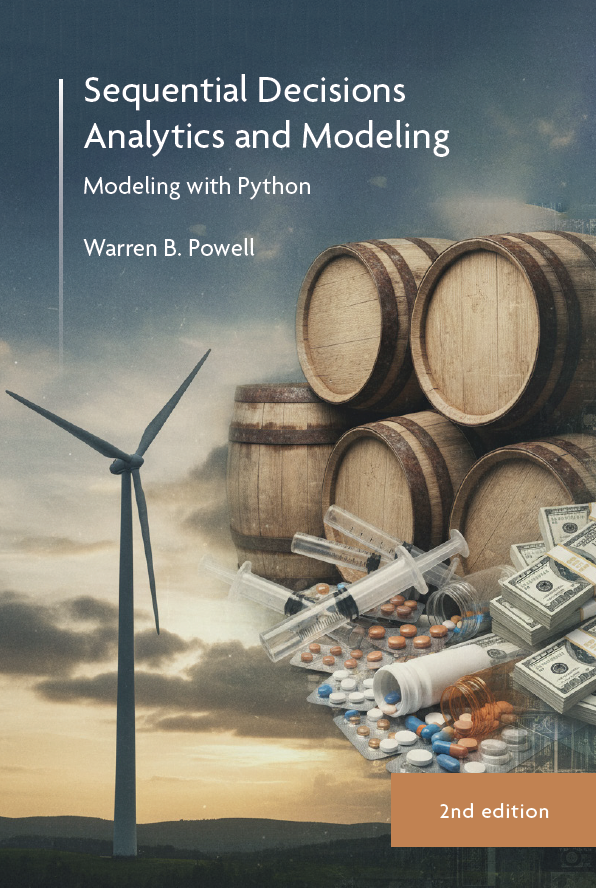 Sequential Decisions
Analytics and Modeling
Modeling with Python
Warren B. Powell
2nd edition